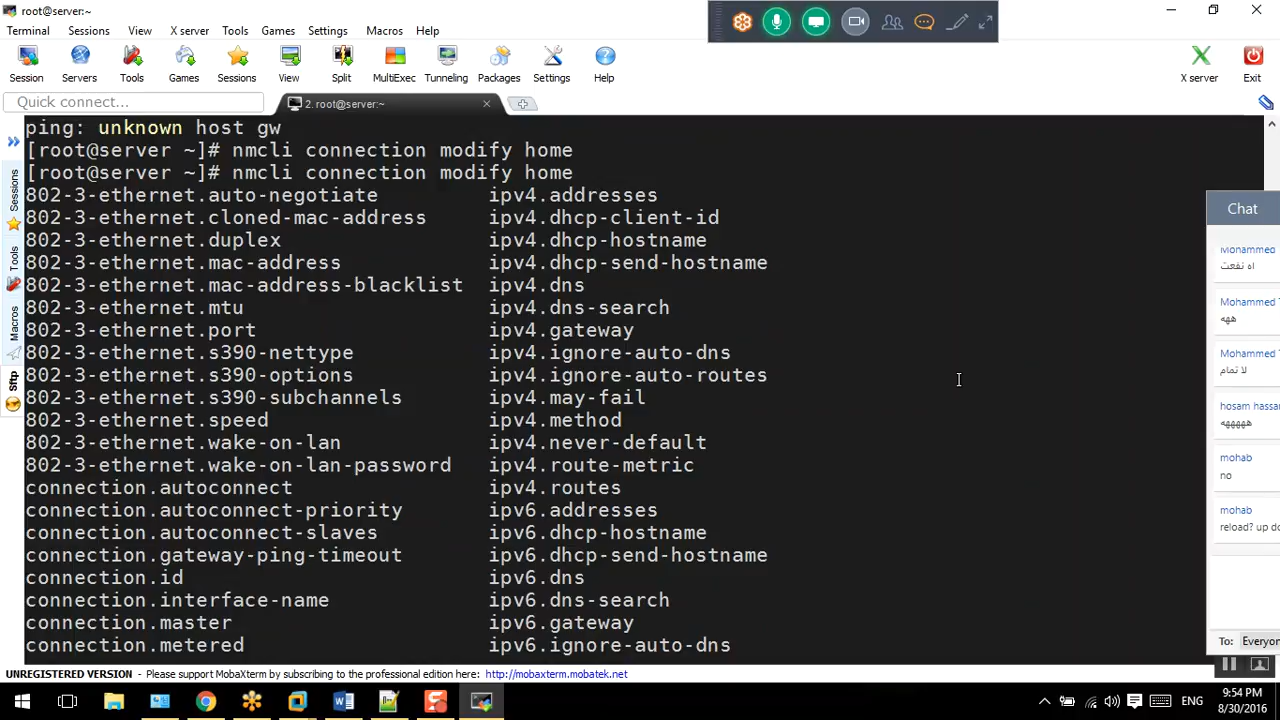 root@server:~
Terminal Sessions View X server Tools Games Settings Macros Help
Session Servers Tools Games Sessions View Split MultiExec Tunneling Packages Settings Help X server Exit
Quick connect...
2. root@server:~
Sessions
Tools
Macros
Sftp
ping: unknown host gw
[root@server ~]# nmcli connection modify home
[root@server ~]# nmcli connection modify home
802-3-ethernet.auto-negotiate ipv4.addresses
802-3-ethernet.cloned-mac-address ipv4.dhcp-client-id
802-3-ethernet.duplex ipv4.dhcp-hostname
802-3-ethernet.mac-address ipv4.dhcp-send-hostname
802-3-ethernet.mac-address-blacklist ipv4.dns
802-3-ethernet.mtu ipv4.dns-search
802-3-ethernet.port ipv4.gateway
802-3-ethernet.s390-nettype ipv4.ignore-auto-dns
802-3-ethernet.s390-options ipv4.ignore-auto-routes
802-3-ethernet.s390-subchannels ipv4.may-fail
802-3-ethernet.speed ipv4.method
802-3-ethernet.wake-on-lan ipv4.never-default
802-3-ethernet.wake-on-lan-password ipv4.route-metric
connection.autoconnect ipv4.routes
connection.autoconnect-priority ipv6.addresses
connection.autoconnect-slaves ipv6.dhcp-hostname
connection.gateway-ping-timeout ipv6.dhcp-send-hostname
connection.id ipv6.dns
connection.interface-name ipv6.dns-search
connection.master ipv6.gateway
connection.metered ipv6.ignore-auto-dns
Chat
Mohammed
اه نفعت
Mohammed
ههه
Mohammed
لا تمام
hosam hassa
هههههه
mohab
no
mohab
reload? up do
To: Everyon
UNREGISTERED VERSION - Please support MobaXterm by subscribing to the professional edition here: http://mobaxterm.mobatek.net
ENG
9:54 PM
8/30/2016